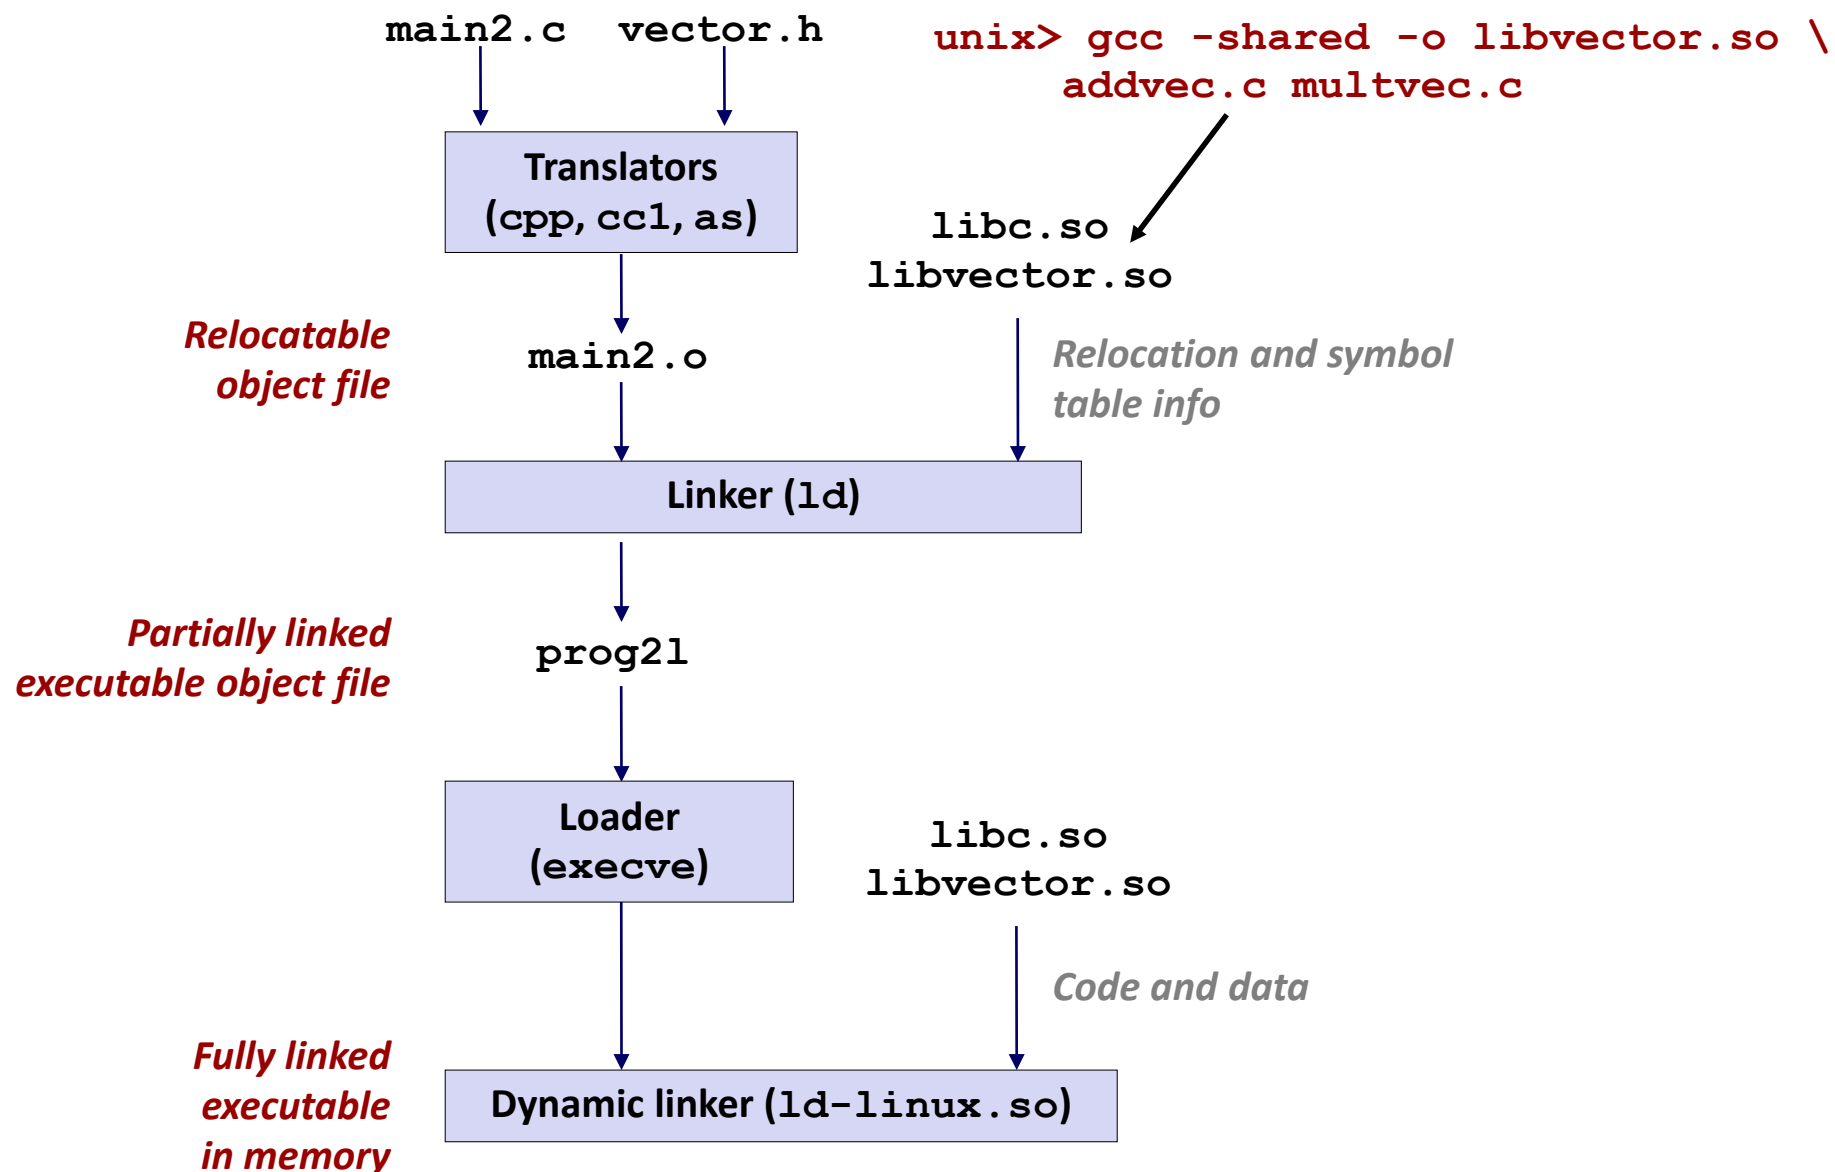 main2.c vector.h
unix> gcc -shared -o libvector.so \
addvec.c multvec.c
Translators
(cpp, cc1, as)
libc.so
libvector.so
Relocatable
object file
main2.o
Relocation and symbol
table info
Linker (ld)
Partially linked
executable object file
prog2l
Loader
(execve)
libc.so
libvector.so
Code and data
Fully linked
executable
in memory
Dynamic linker (ld-linux.so)